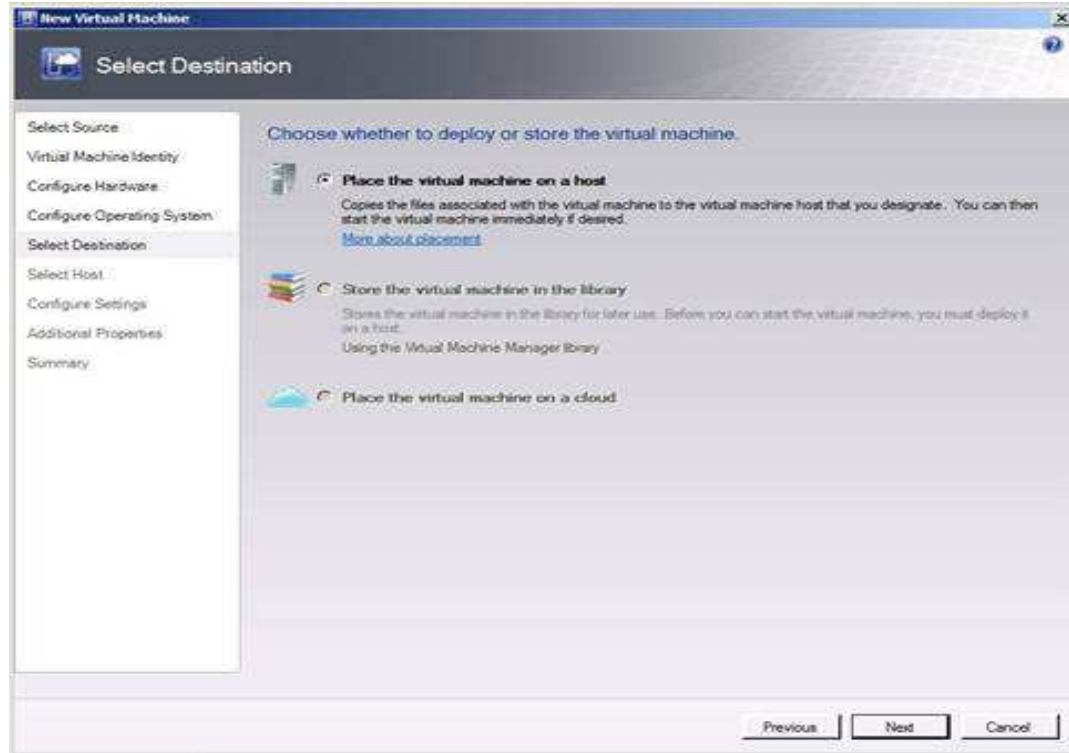 New Virtual Machine
Select Destination
Select Source
Virtual Machine Identity
Configure Hardware
Configure Operating System
Select Destination
Select Host
Configure Settings
Additional Properties
Summary
Choose whether to deploy or store the virtual machine.
Place the virtual machine on a host
Copies the files associated with the virtual machine to the virtual machine host that you designate. You can then
start the virtual machine immediately if desired.
More about placement
Store the virtual machine in the library
Stores the virtual machine in the library for later use. Before you can start the virtual machine, you must deploy it
on a host.
Using the Virtual Machine Manager library
Place the virtual machine on a cloud
Previous
Next
Cancel